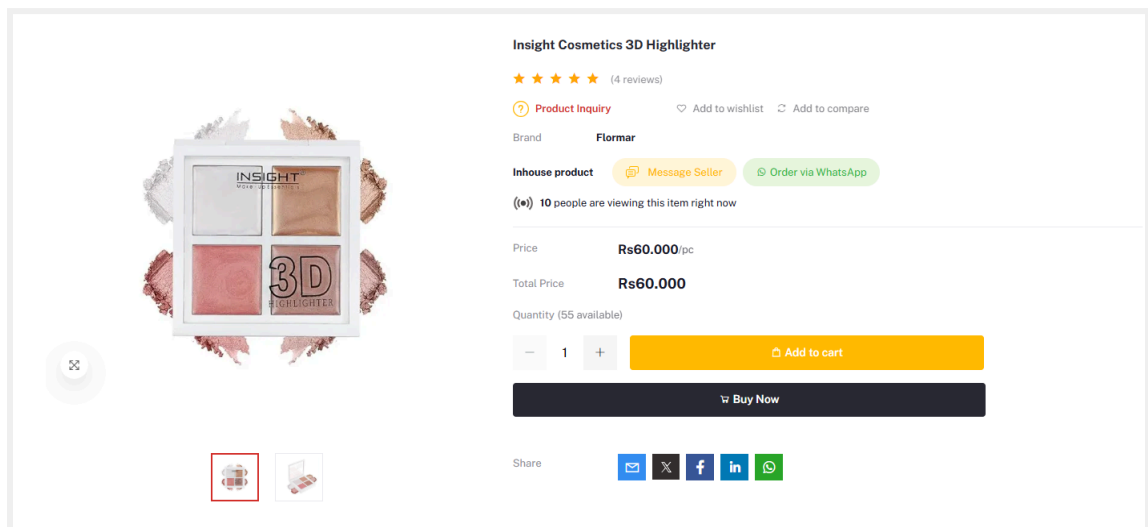 Insight Cosmetics 3D Highlighter
(4 reviews)
? Product Inquiry Add to wishlist Add to compare
Brand Flormar
Inhouse product Message Seller Order via WhatsApp
10 people are viewing this item right now
Price Rs60.000/pc
Total Price Rs60.000
Quantity (55 available)
− 1 + Add to cart
Buy Now
Share
INSIGHT
Make-up Essentials
3D
HIGHLIGHTER